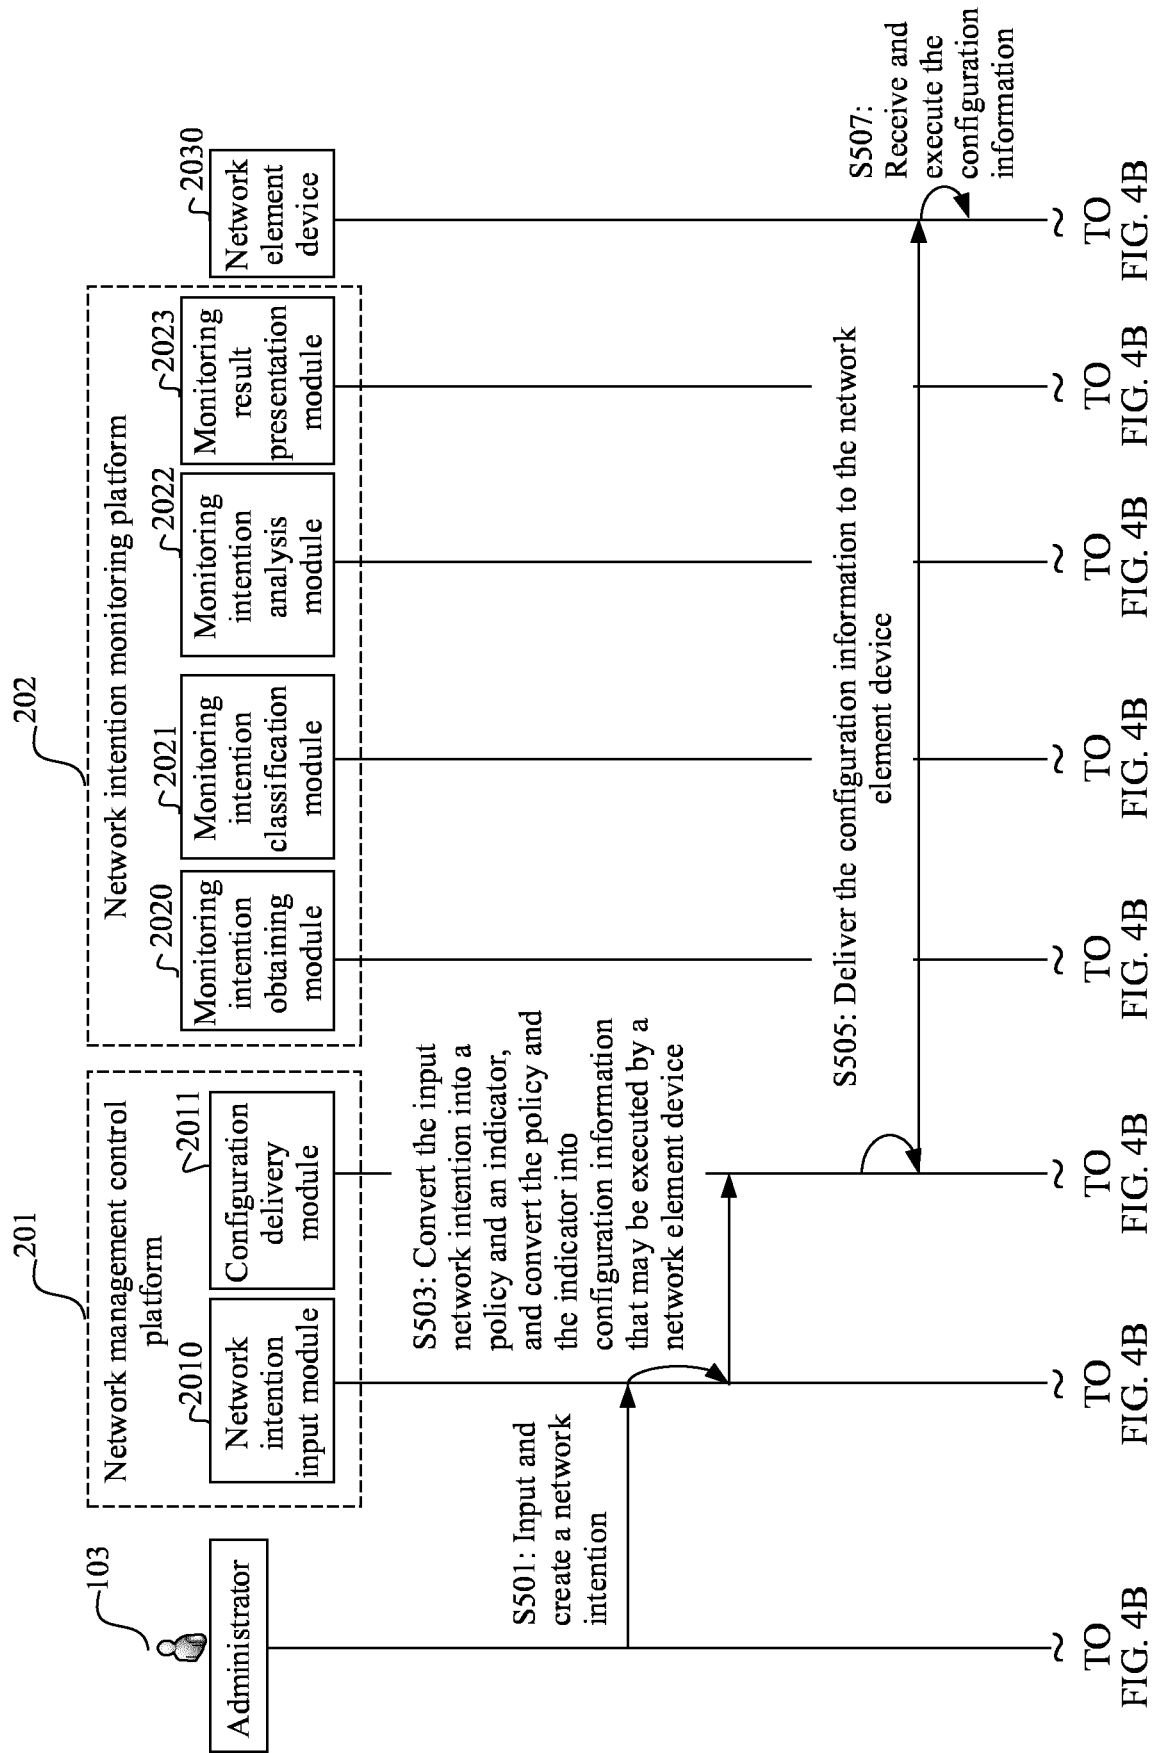 202
201
Network intention monitoring platform
Network management control
platform
103
2010
2011
2020
2021
2022
2023
2030
Administrator
Network
intention
input module
Configuration
delivery
module
Monitoring
intention
obtaining
module
Monitoring
intention
classification
module
Monitoring
intention
analysis
module
Monitoring
result
presentation
module
Network
element
device
S501: Input and
create a network
intention
S503: Convert the input
network intention into a
policy and an indicator,
and convert the policy and
the indicator into
configuration information
that may be executed by a
network element device
S505: Deliver the configuration information to the network
element device
S507:
Receive and
execute the
configuration
information
TO
FIG. 4B
TO
FIG. 4B
TO
FIG. 4B
TO
FIG. 4B
TO
FIG. 4B
TO
FIG. 4B
TO
FIG. 4B
TO
FIG. 4B